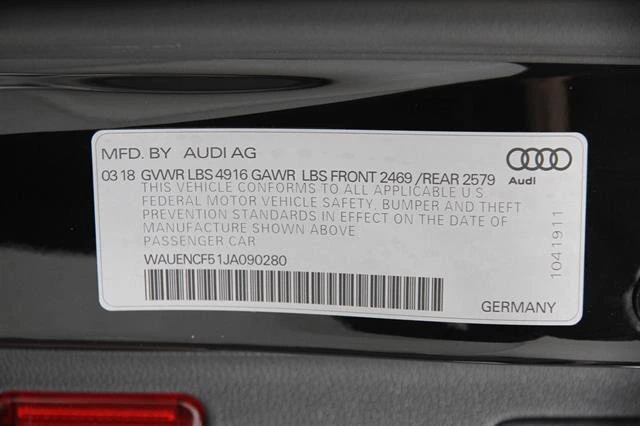 MFD. BY AUDI AG
03 18 GVWR LBS 4916 GAWR LBS FRONT 2469 /REAR 2579
THIS VEHICLE CONFORMS TO ALL APPLICABLE U.S.
FEDERAL MOTOR VEHICLE SAFETY, BUMPER AND THEFT
PREVENTION STANDARDS IN EFFECT ON THE DATE OF
MANUFACTURE SHOWN ABOVE.
PASSENGER CAR
WAUENCF51JA090280
Audi
1041911
GERMANY